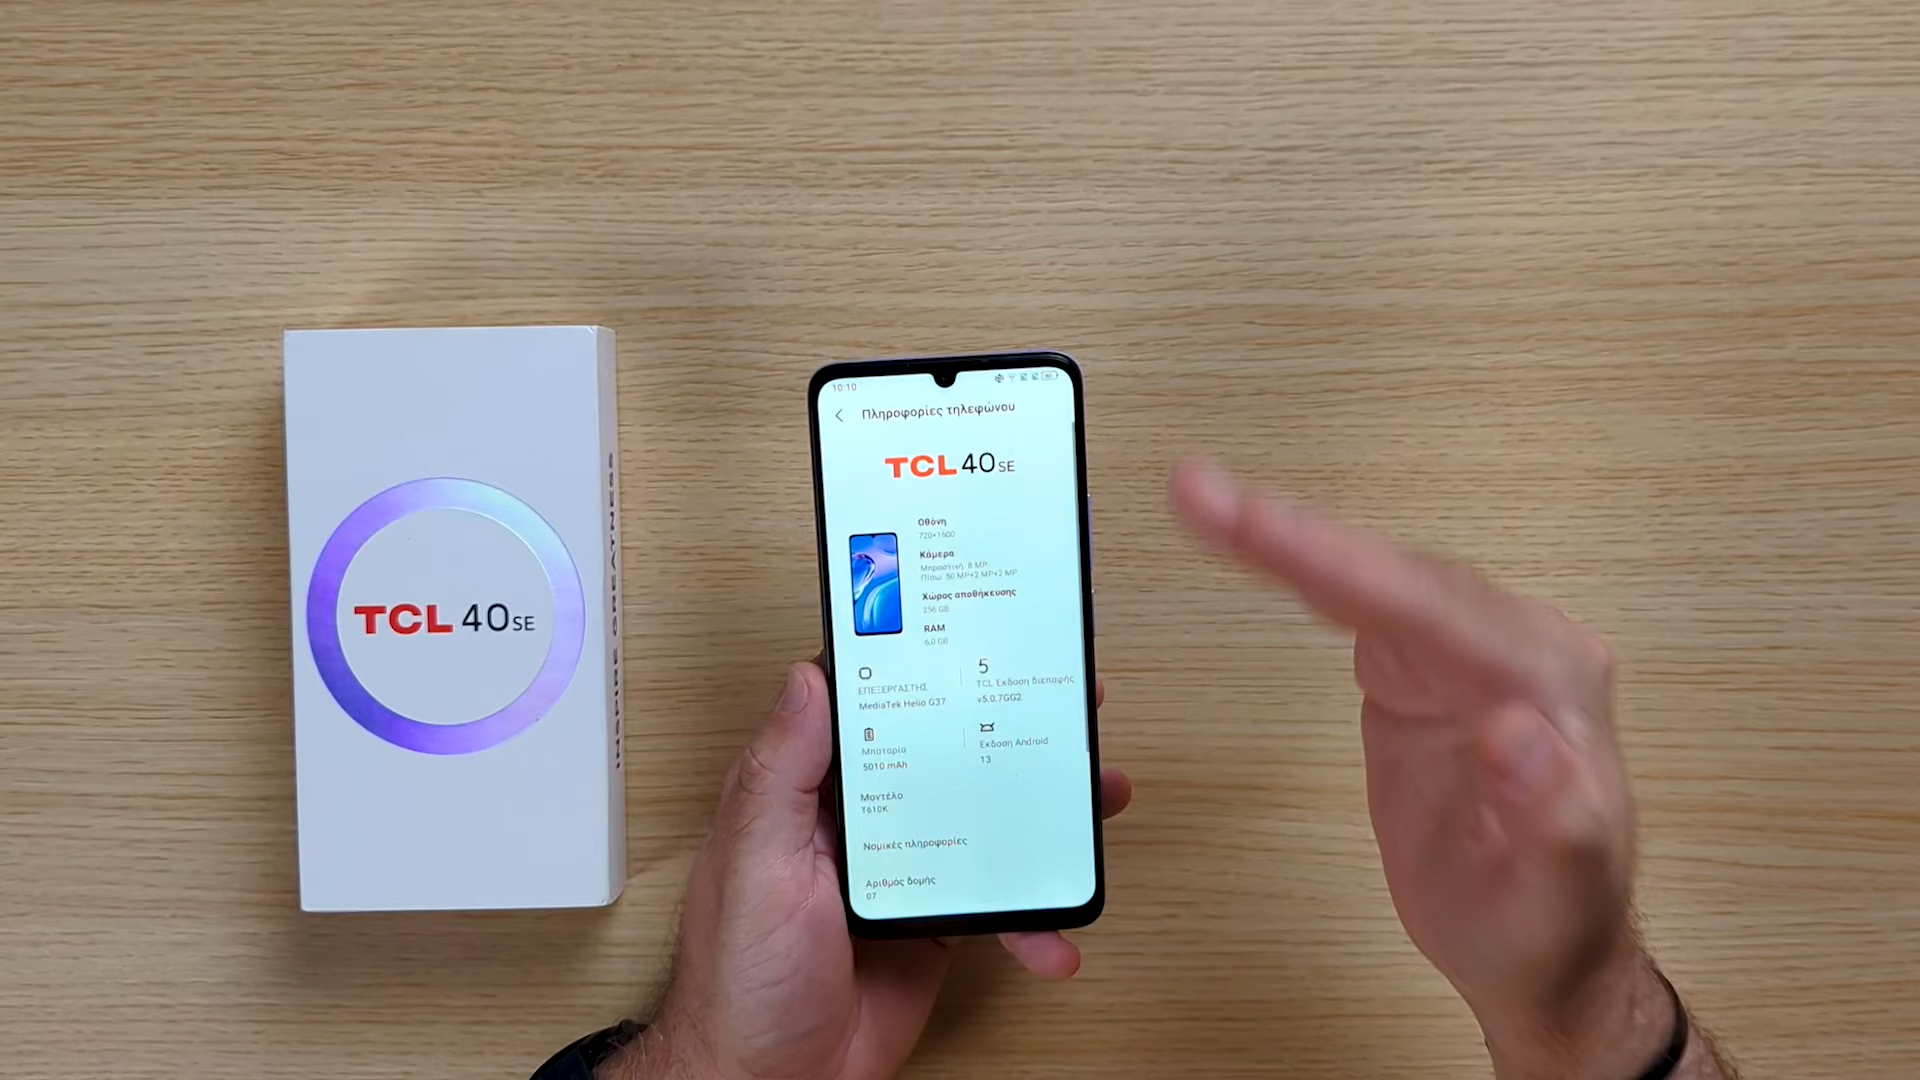 TCL 40 SE
INSPIRE GREATNESS
10:10
Πληροφορίες τηλεφώνου
TCL 40 SE
Οθόνη
720*1600
Κάμερα
Μπροστινή 8 MP
Πίσω 50 MP+2 MP+2 MP
Χώρος αποθήκευσης
256 GB
RAM
6.0 GB
ΕΠΕΞΕΡΓΑΣΤΗΣ
MediaTek Helio G37
5
TCL Έκδοση διεπαφής
v5.0.7GG2
Μπαταρία
5010 mAh
Έκδοση Android
13
Μοντέλο
T610K
Νομικές πληροφορίες
Αριθμός δομής
07